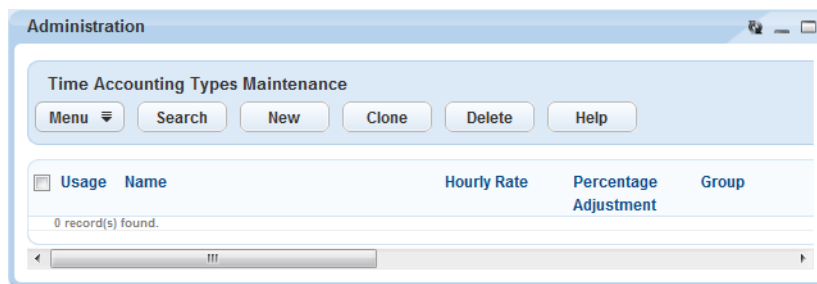 Administration
Time Accounting Types Maintenance
Menu Search New Clone Delete Help
Usage Name Hourly Rate Percentage Adjustment Group
0 record(s) found.